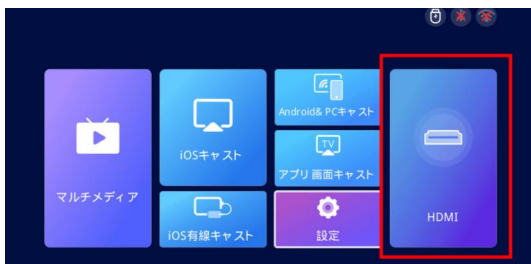 マルチメディア
iOSキャスト
iOS有線キャスト
Android& PCキャスト
TV
アプリ画面キャスト
設定
HDMI